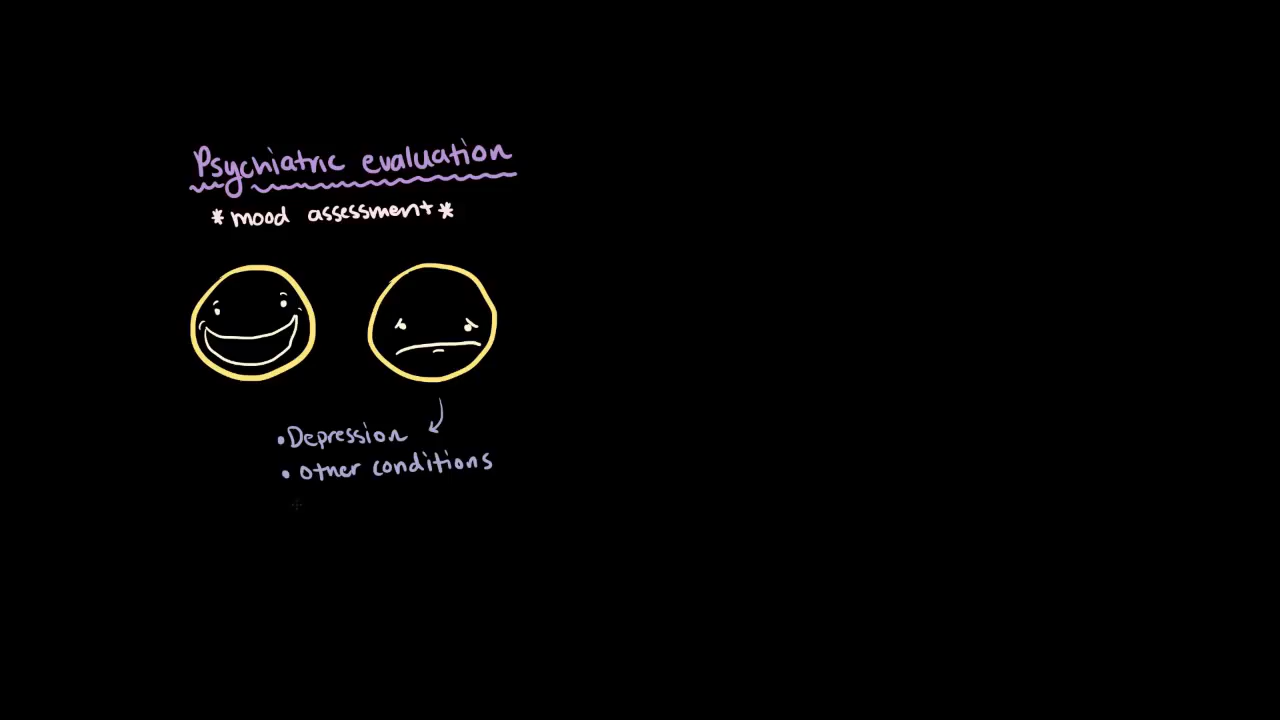 Psychiatric evaluation
*mood assessment*
• Depression
• other conditions